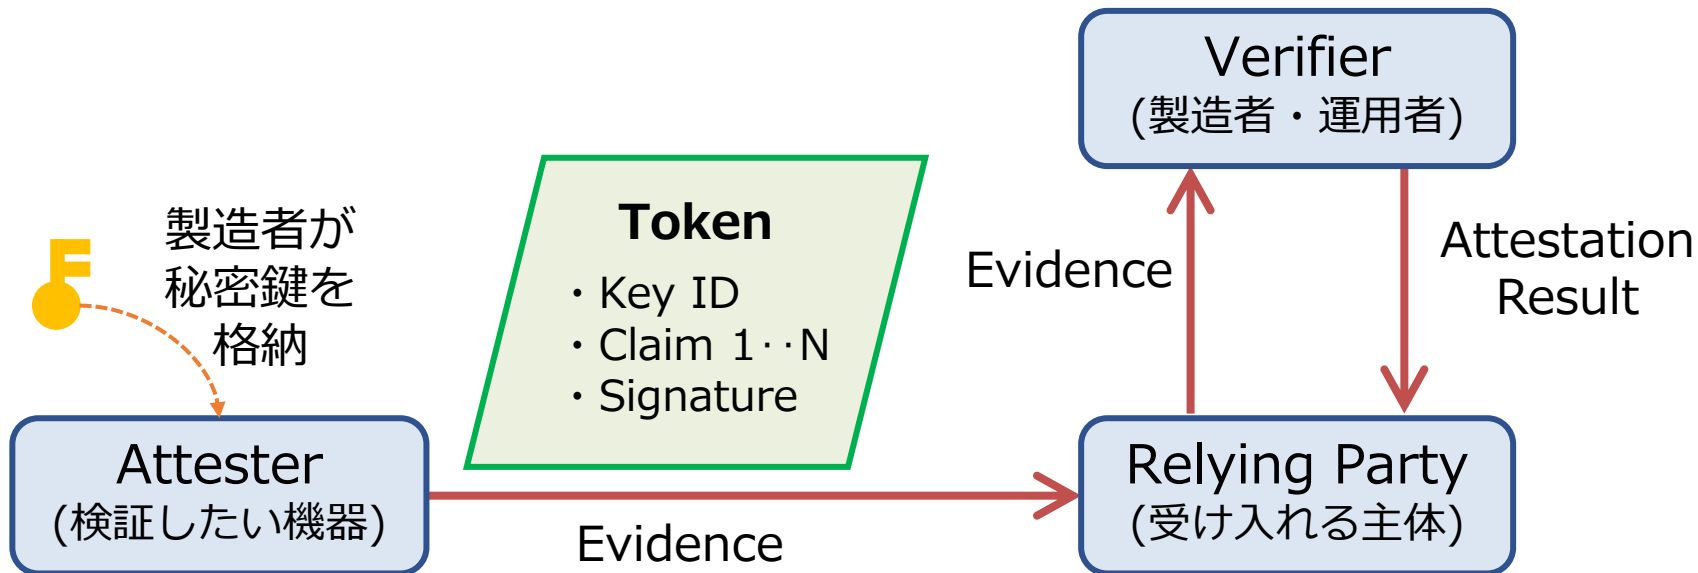 Verifier
(製造者・運用者)
製造者が
秘密鍵を
格納
Token
・Key ID
・Claim 1‥N
・Signature
Evidence
Attestation
Result
Attester
(検証したい機器)
Evidence
Relying Party
(受け入れる主体)